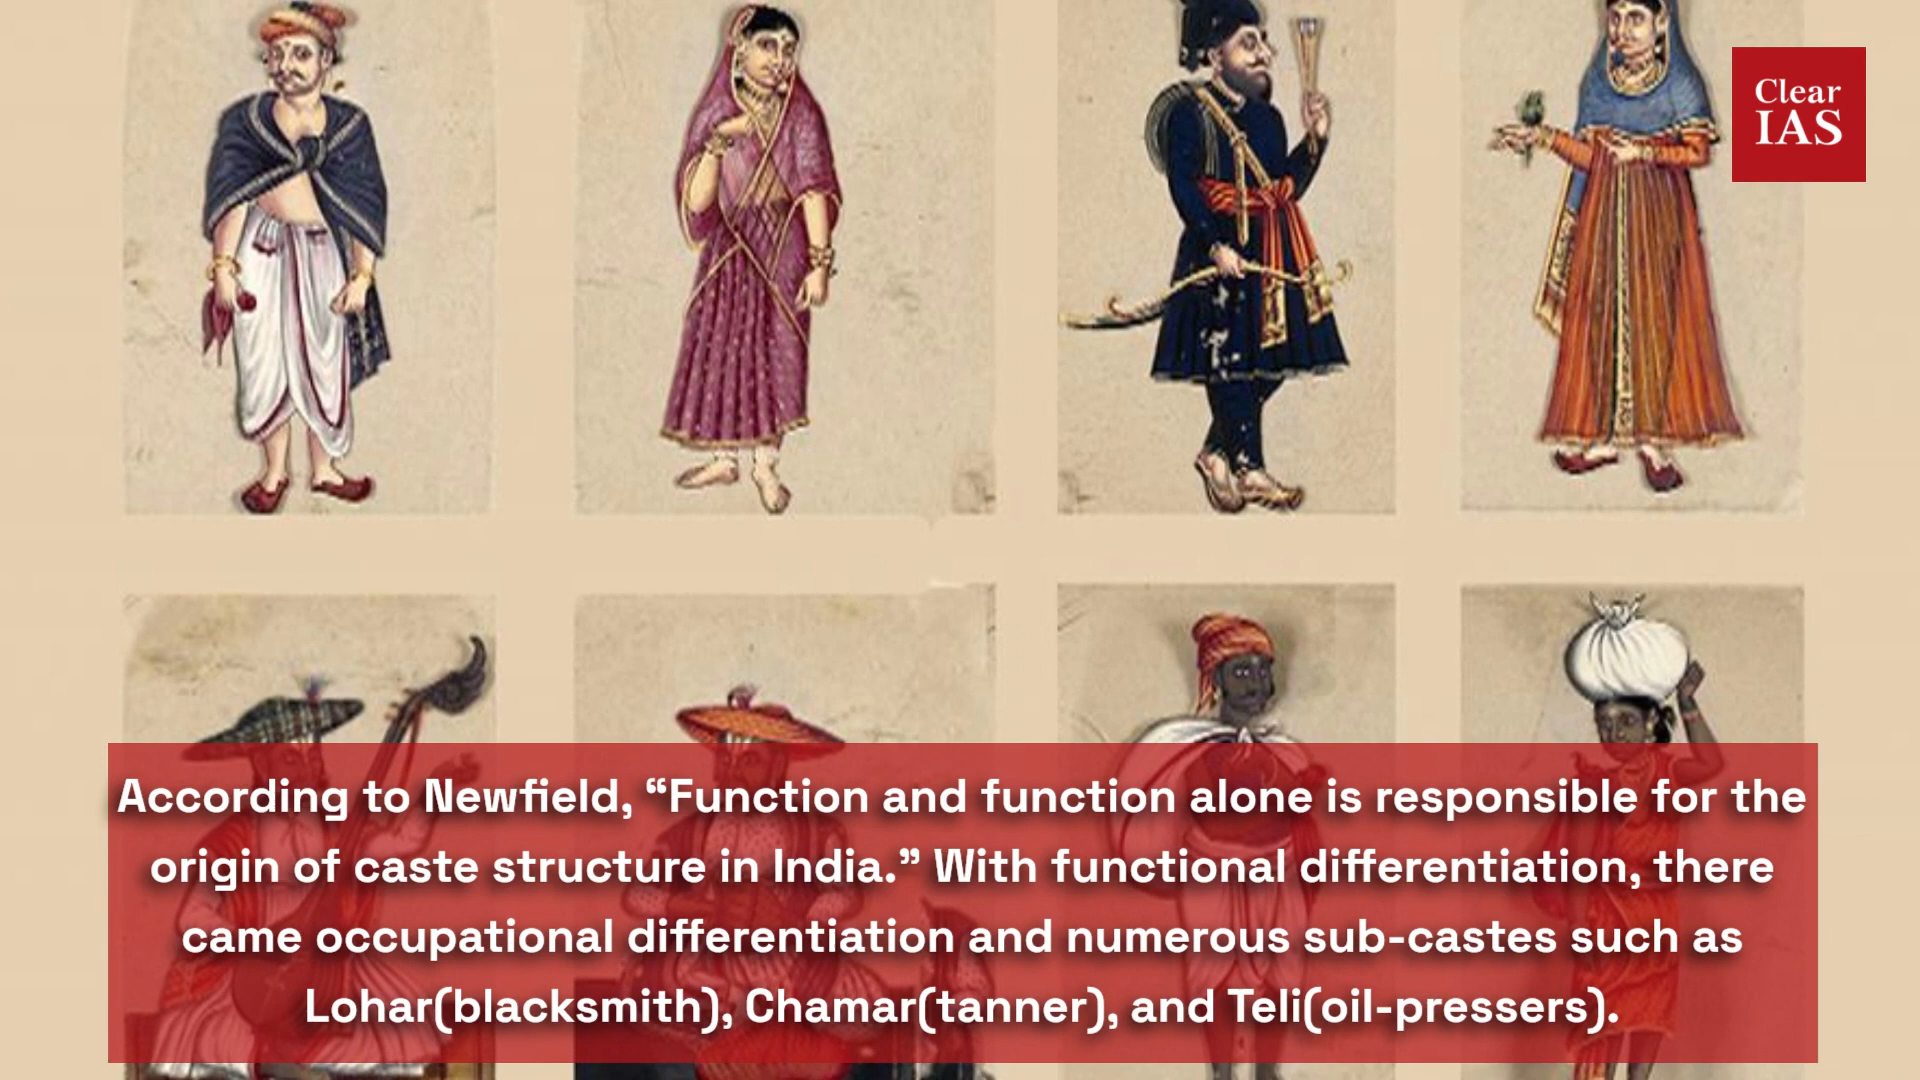 Clear
IAS
According to Newfield, “Function and function alone is responsible for the
origin of caste structure in India.” With functional differentiation, there
came occupational differentiation and numerous sub-castes such as
Lohar(blacksmith), Chamar(tanner), and Teli(oil-pressers).